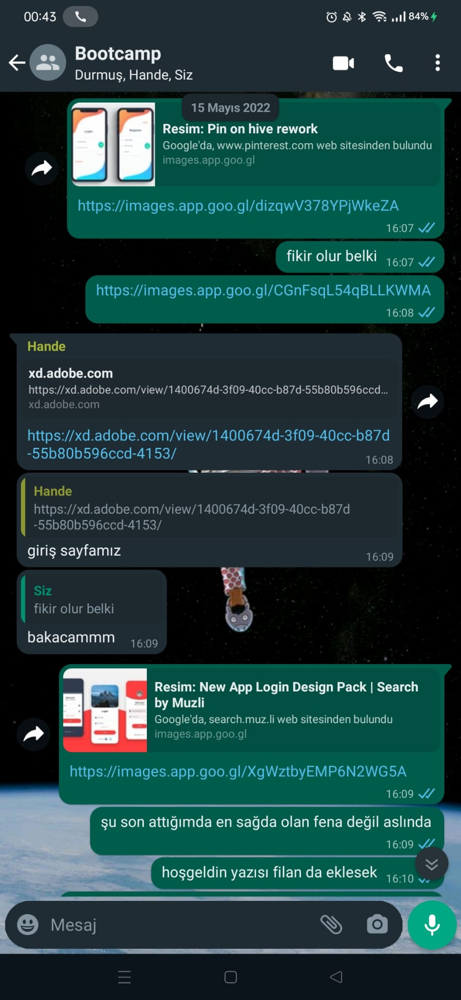 00:43
84%
Bootcamp
Durmuş, Hande, Siz
15 Mayıs 2022
Resim: Pin on hive rework
Google'da, www.pinterest.com web sitesinden bulundu
images.app.goo.gl
https://images.app.goo.gl/dizqwV378YPjWkeZA
16:07
fikir olur belki
16:07
https://images.app.goo.gl/CGnFsqL54qBLLKWMA
16:08
Hande
xd.adobe.com
https://xd.adobe.com/view/1400674d-3f09-40cc-b87d-55b80b596ccd...
xd.adobe.com
https://xd.adobe.com/view/1400674d-3f09-40cc-b87d
-55b80b596ccd-4153/
16:08
Hande
https://xd.adobe.com/view/1400674d-3f09-40cc-b87d
-55b80b596ccd-4153/
giriş sayfamız
16:09
Siz
fikir olur belki
bakacammm
16:09
Resim: New App Login Design Pack | Search
by Muzli
Google'da, search.muz.li web sitesinden bulundu
images.app.goo.gl
https://images.app.goo.gl/XgWztbyEMP6N2WG5A
16:09
şu son attığımda en sağda olan fena değil aslında
16:09
hoşgeldin yazısı filan da eklesek
16:10
Mesaj